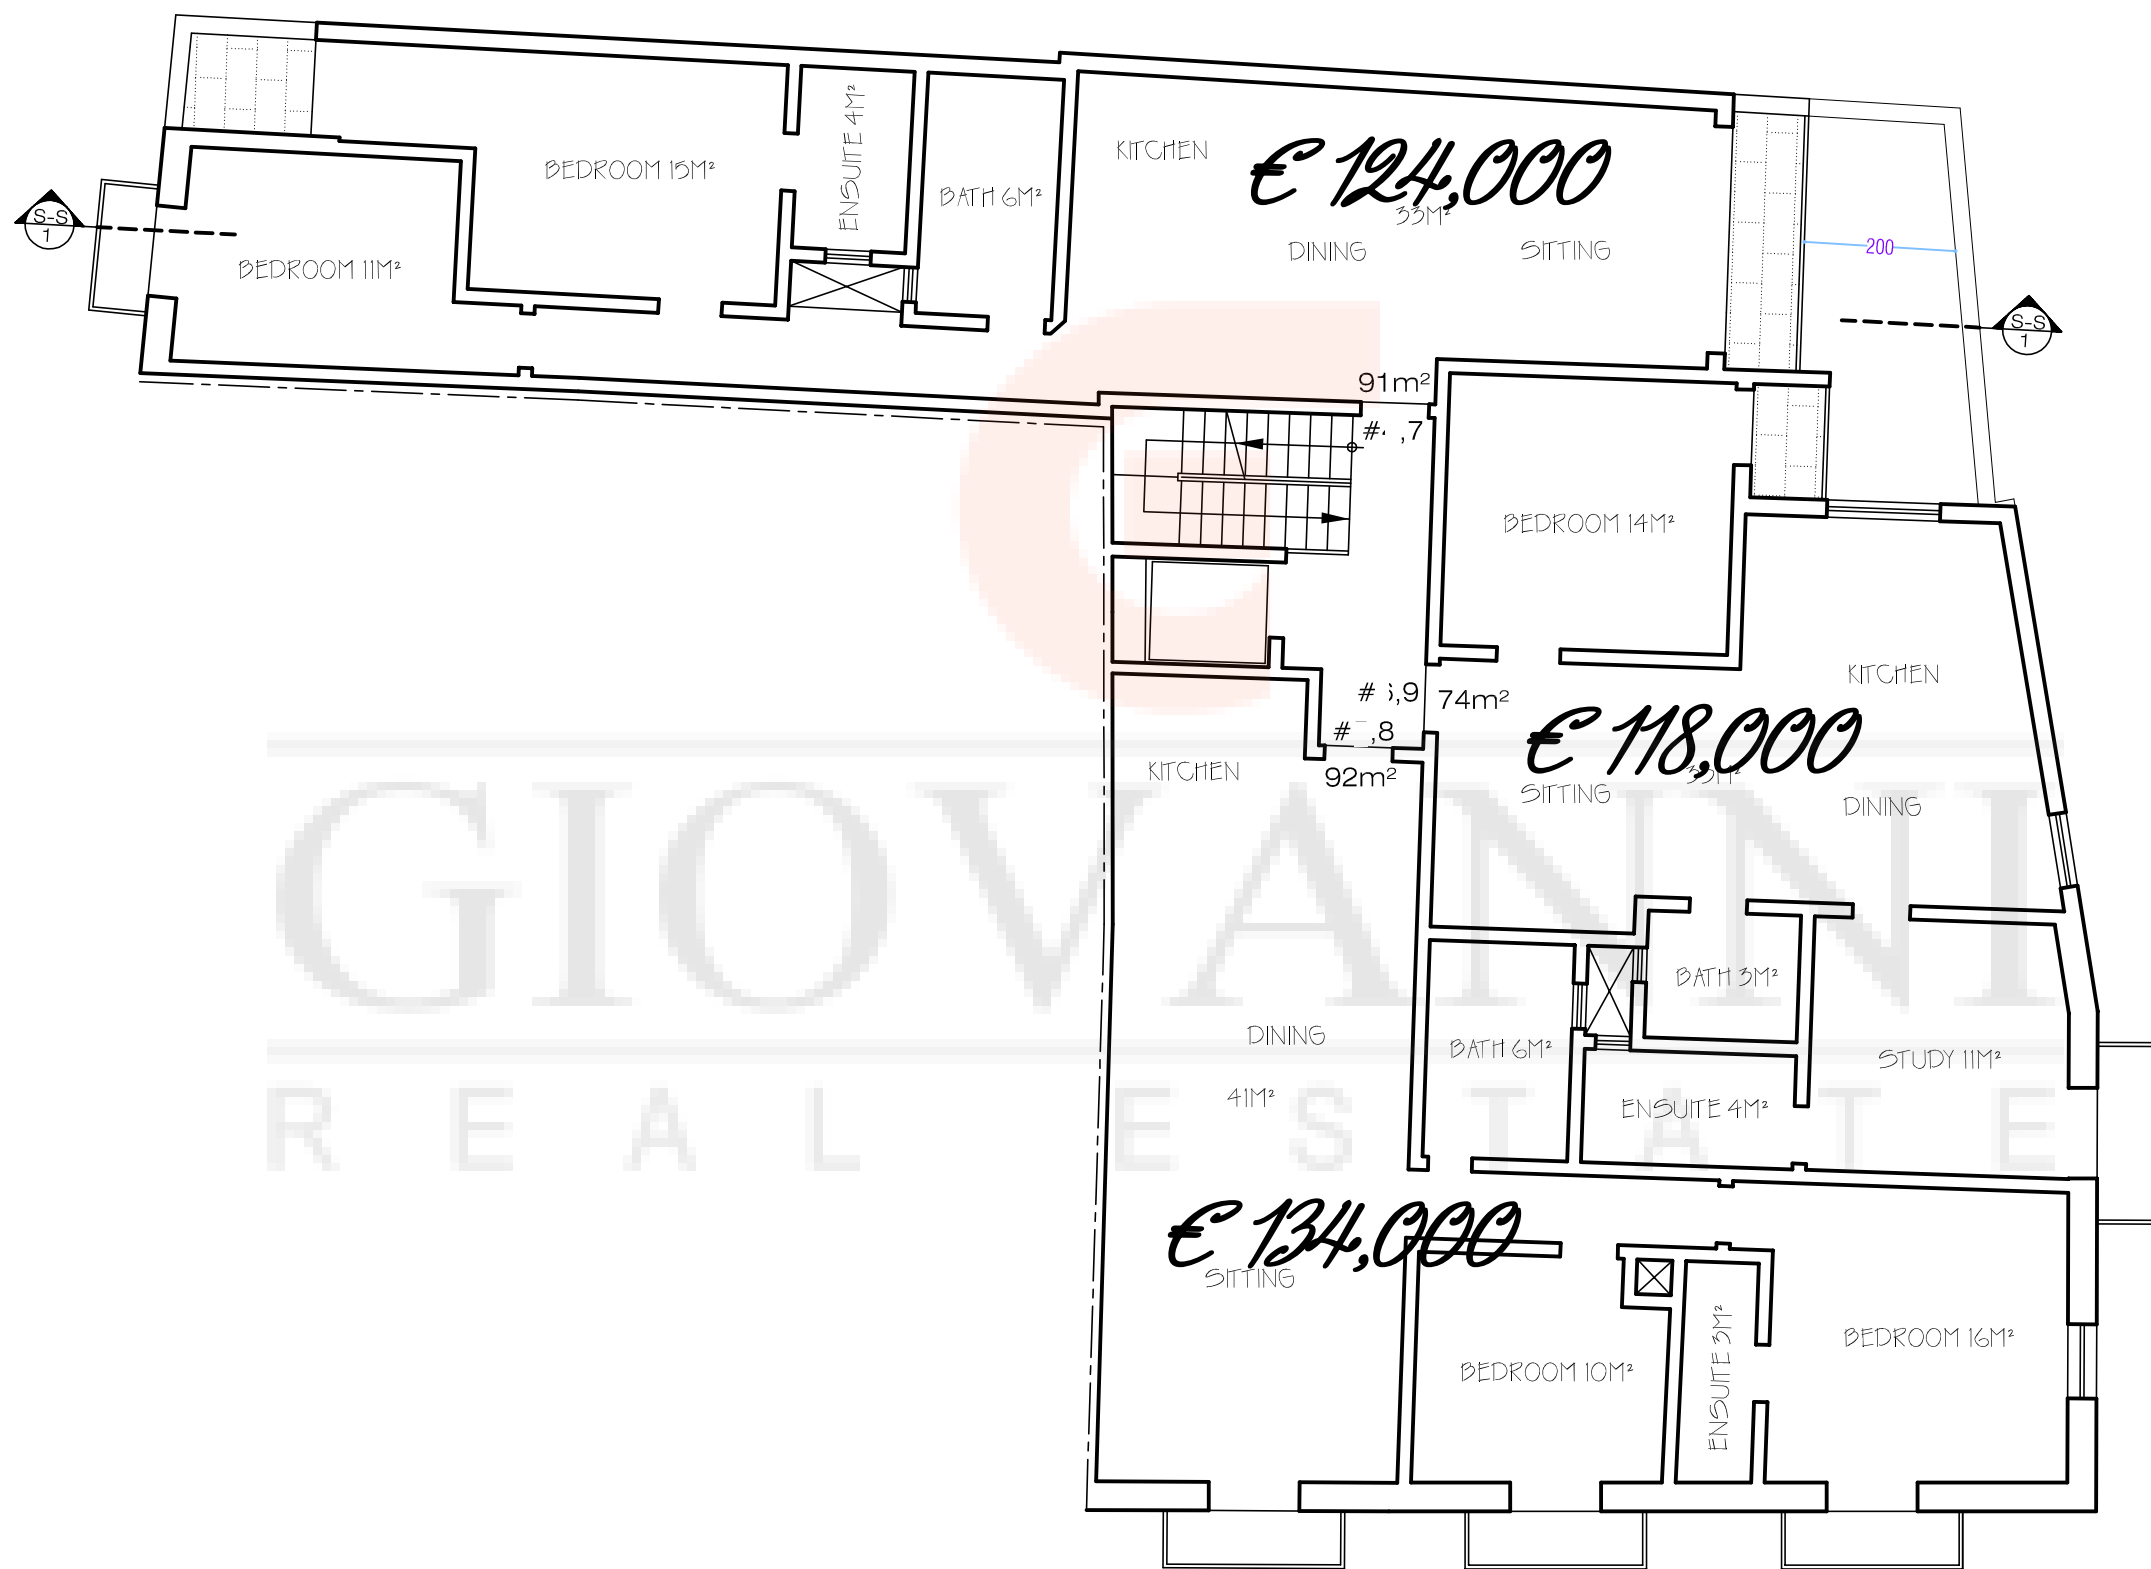 BEDROOM 15M²
ENSUITE 4M²
BATH 6M²
KITCHEN
€ 124,000
33M²
DINING
SITTING
S-S
1
BEDROOM 11M²
200
S-S
1
91m²
,7
BEDROOM 14M²
KITCHEN
,9
74m²
,8
92m²
€ 118,000
SITTING
DINING
KITCHEN
GIOVANNI
REAL ESTATE
BATH 3M²
DINING
BATH 6M²
STUDY 11M²
41M²
ENSUITE 4M²
€ 134,000
SITTING
BEDROOM 16M²
BEDROOM 10M²
ENSUITE 3M²